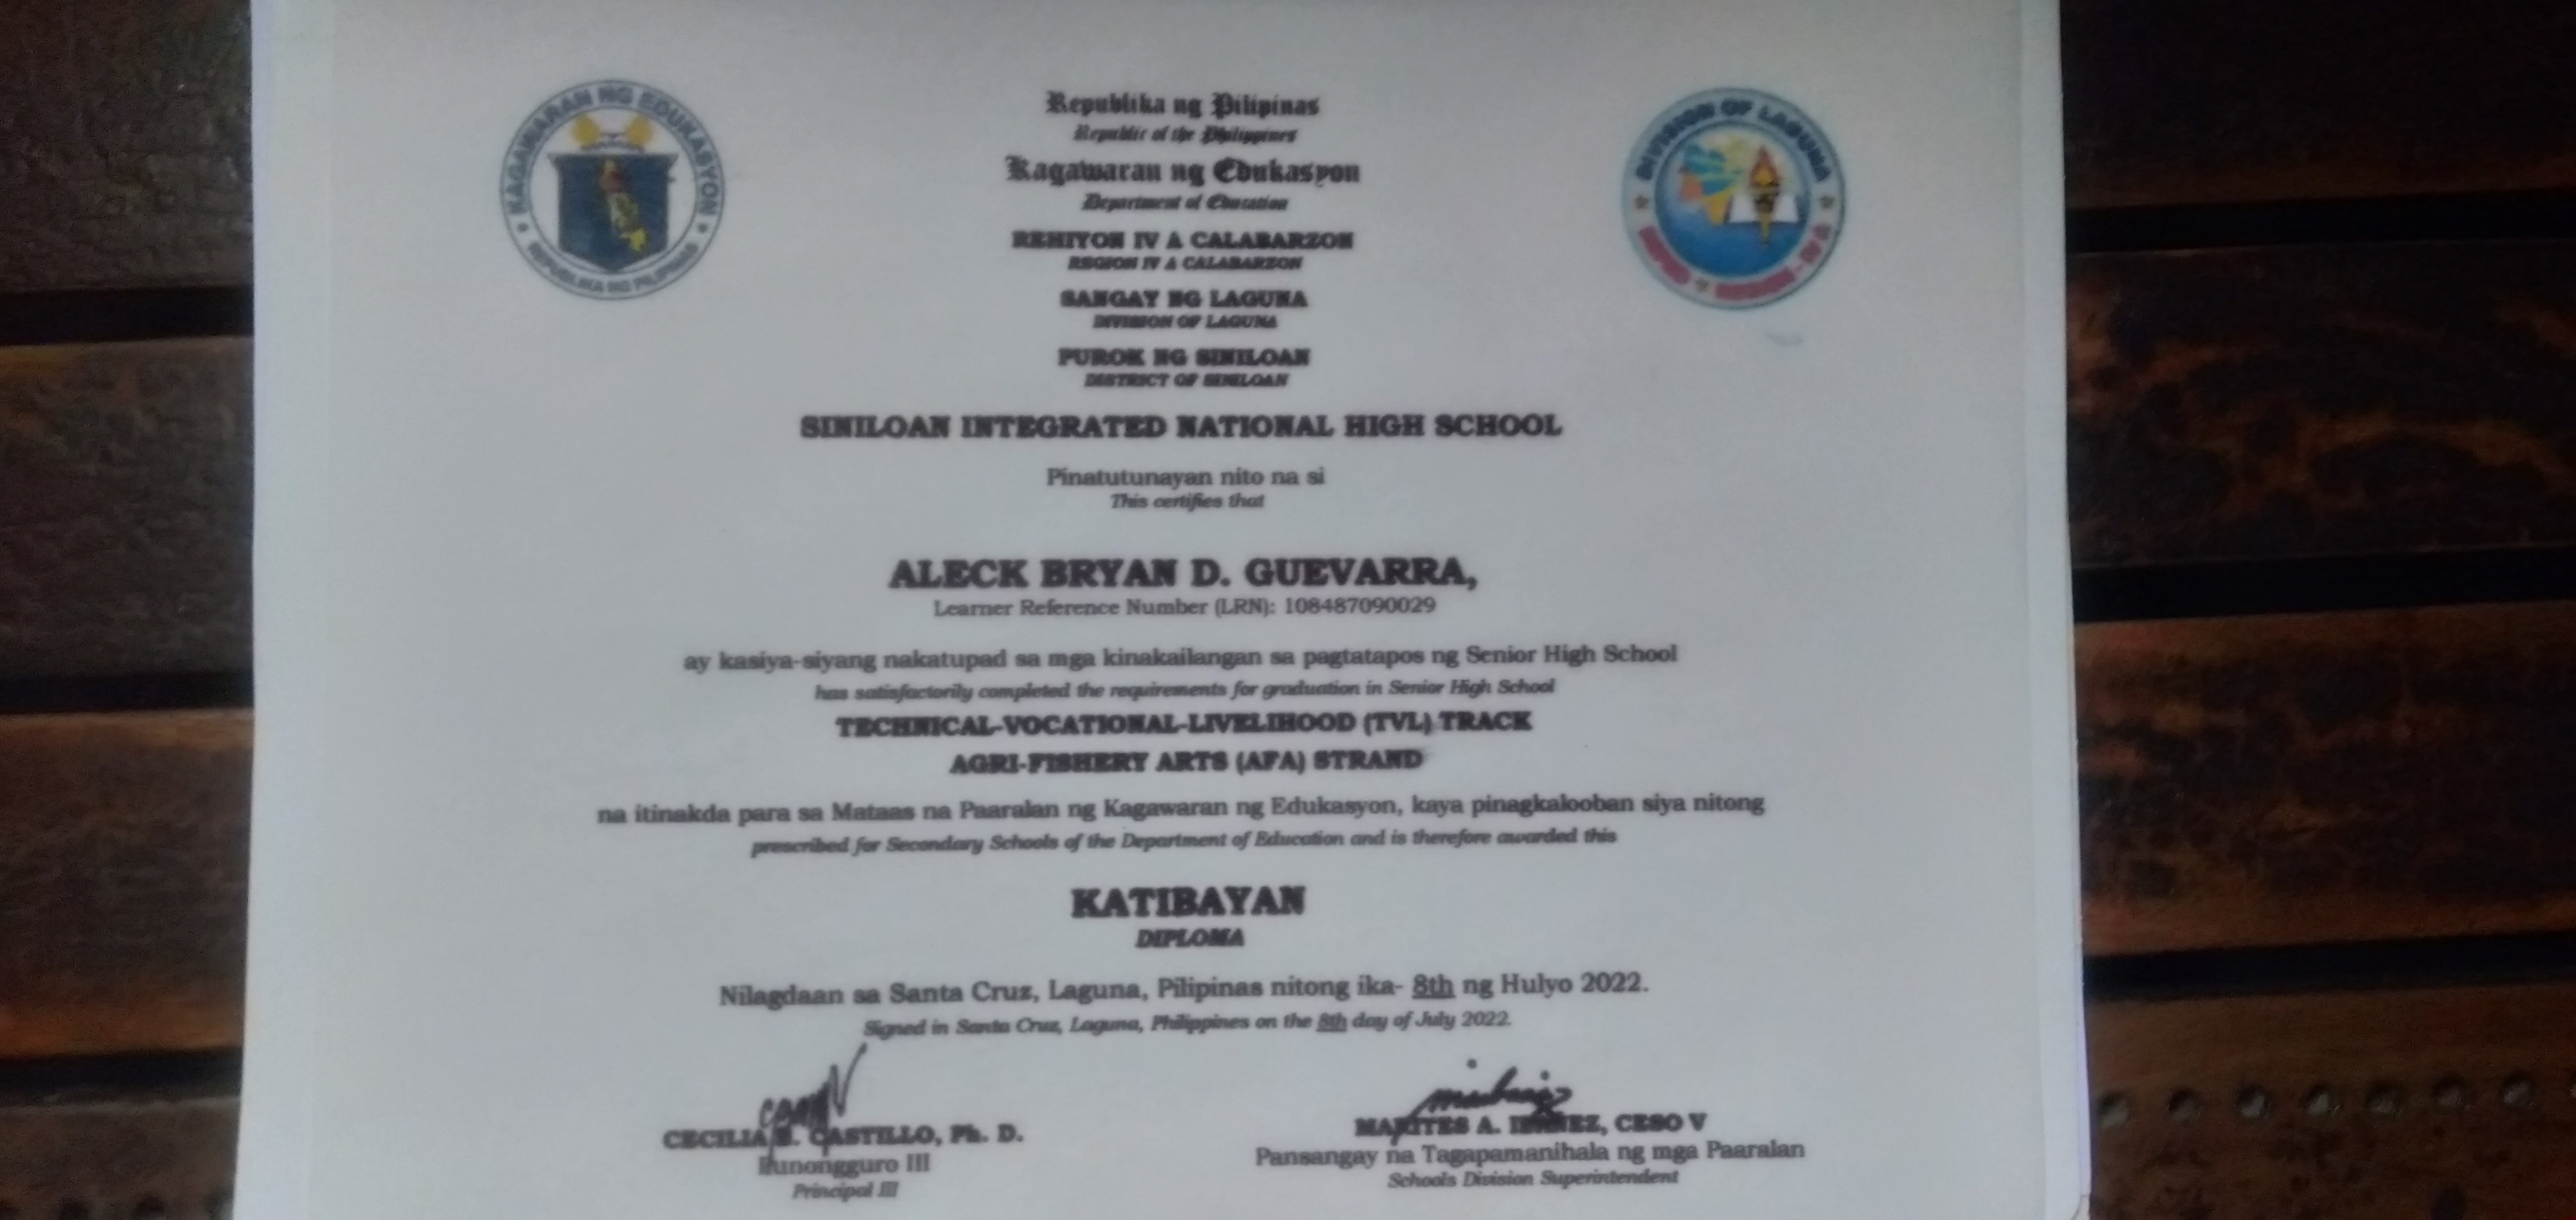 KAGAWARAN NG EDUKASYON
REPUBLIKA NG PILIPINAS
DIVISION OF LAGUNA
Republika ng Pilipinas
Republic of the Philippines
Kagawaran ng Edukasyon
Department of Education
REHIYON IV A CALABARZON
REGION IV A CALABARZON
SANGAY NG LAGUNA
DIVISION OF LAGUNA
PUROK NG SINILOAN
DISTRICT OF SINILOAN
SINILOAN INTEGRATED NATIONAL HIGH SCHOOL
Pinatutunayan nito na si
This certifies that
ALECK BRYAN D. GUEVARRA,
Learner Reference Number (LRN): 108487090029
ay kasiya-siyang nakatupad sa mga kinakailangan sa pagtatapos ng Senior High School
has satisfactorily completed the requirements for graduation in Senior High School
TECHNICAL-VOCATIONAL-LIVELIHOOD (TVL) TRACK
AGRI-FISHERY ARTS (AFA) STRAND
na itinakda para sa Mataas na Paaralan ng Kagawaran ng Edukasyon, kaya pinagkalooban siya nitong
prescribed for Secondary Schools of the Department of Education and is therefore awarded this
KATIBAYAN
DIPLOMA
Nilagdaan sa Santa Cruz, Laguna, Pilipinas nitong ika- 8th ng Hulyo 2022.
Signed in Santa Cruz, Laguna, Philippines on the 8th day of July 2022.
CECILIA CASTILLO, Ph. D.
MARITES A. IBAÑEZ, CESO V
Punongguro III
Pansangay na Tagapamanihala ng mga Paaralan
Principal III
Schools Division Superintendent